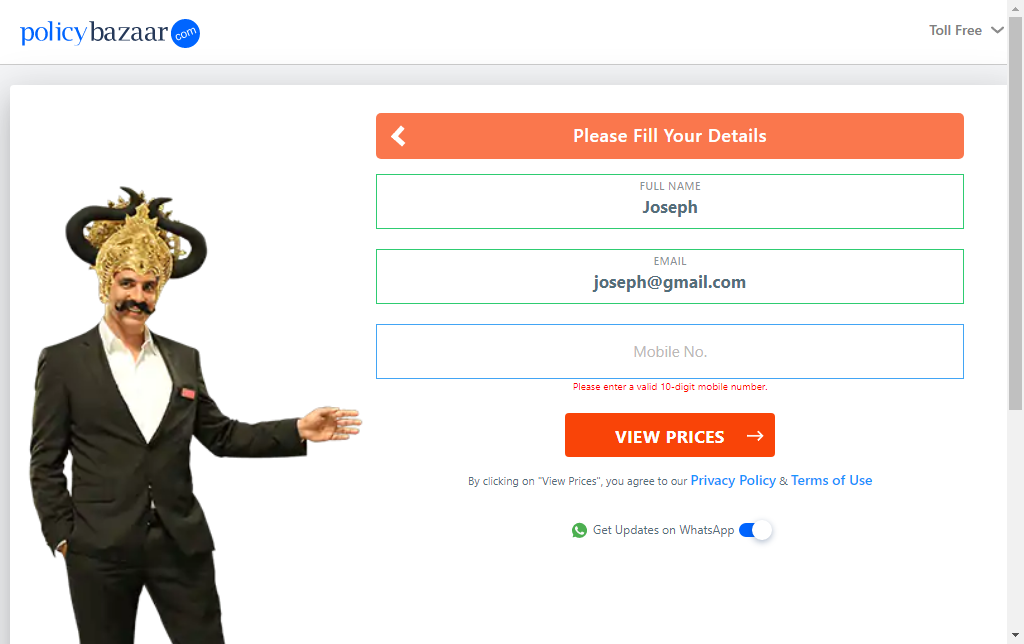 policybazaar com
Toll Free
Please Fill Your Details
FULL NAME
Joseph
EMAIL
joseph@gmail.com
Mobile No.
Please enter a valid 10-digit mobile number.
VIEW PRICES
By clicking on "View Prices", you agree to our Privacy Policy & Terms of Use
Get Updates on WhatsApp